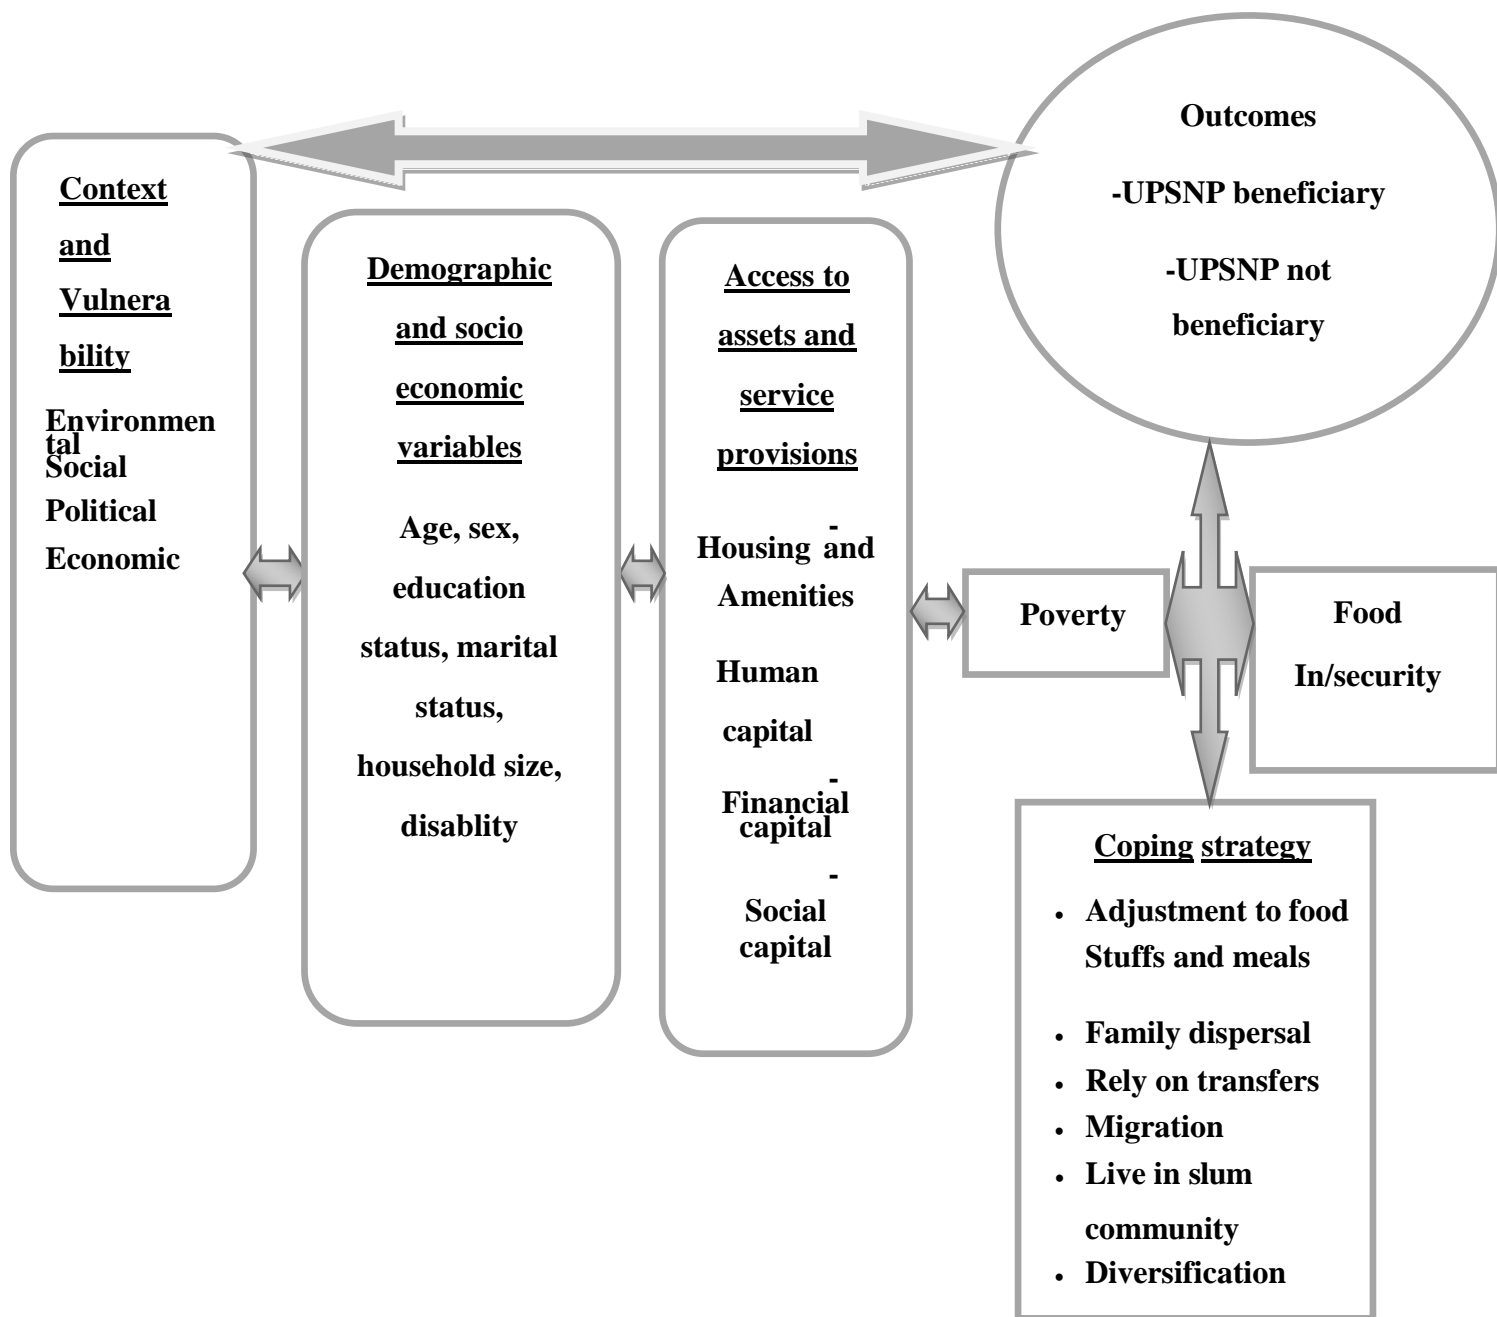 Context
and
Vulnera
bility
Environmen
tal
Social
Political
Economic
Demographic
and socio
economic
variables
Age, sex,
education
status, marital
status,
household size,
disablity
Access to
assets and
service
provisions
-
Housing and
Amenities
Human
capital
-
Financial
capital
-
Social
capital
Outcomes
-UPSNP beneficiary
-UPSNP not
beneficiary
Poverty
Food
In/security
Coping strategy
• Adjustment to food
Stuffs and meals
• Family dispersal
• Rely on transfers
• Migration
• Live in slum
community
• Diversification